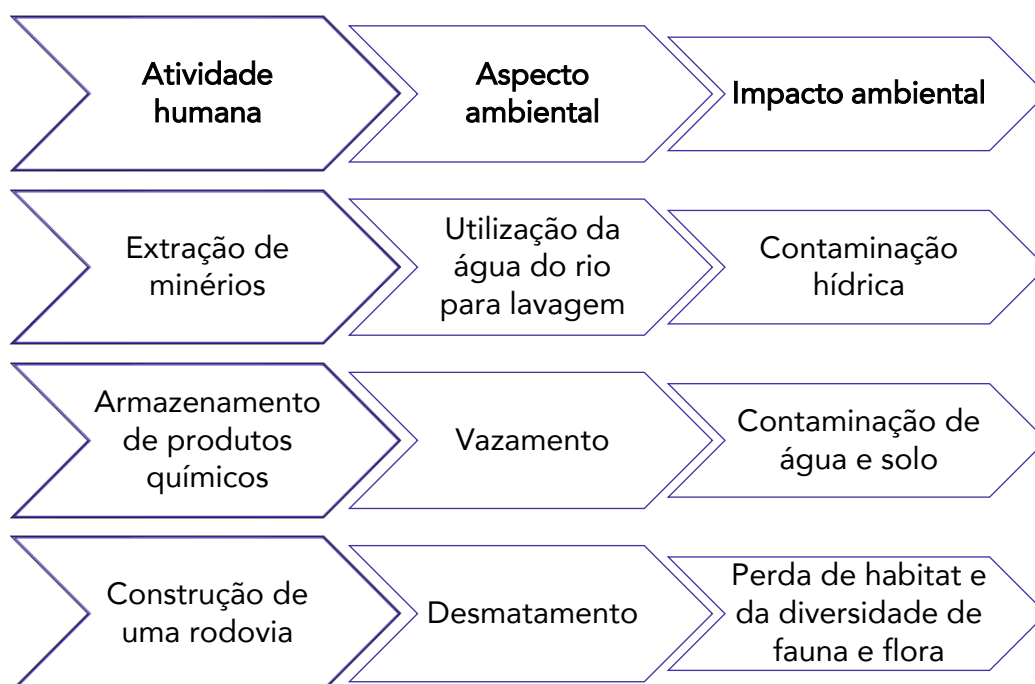 Atividade
humana
Aspecto
ambiental
Impacto ambiental
Extração de
minérios
Utilização da
água do rio
para lavagem
Contaminação
hídrica
Armazenamento
de produtos
químicos
Vazamento
Contaminação de
água e solo
Construção de
uma rodovia
Desmatamento
Perda de habitat e
da diversidade de
fauna e flora